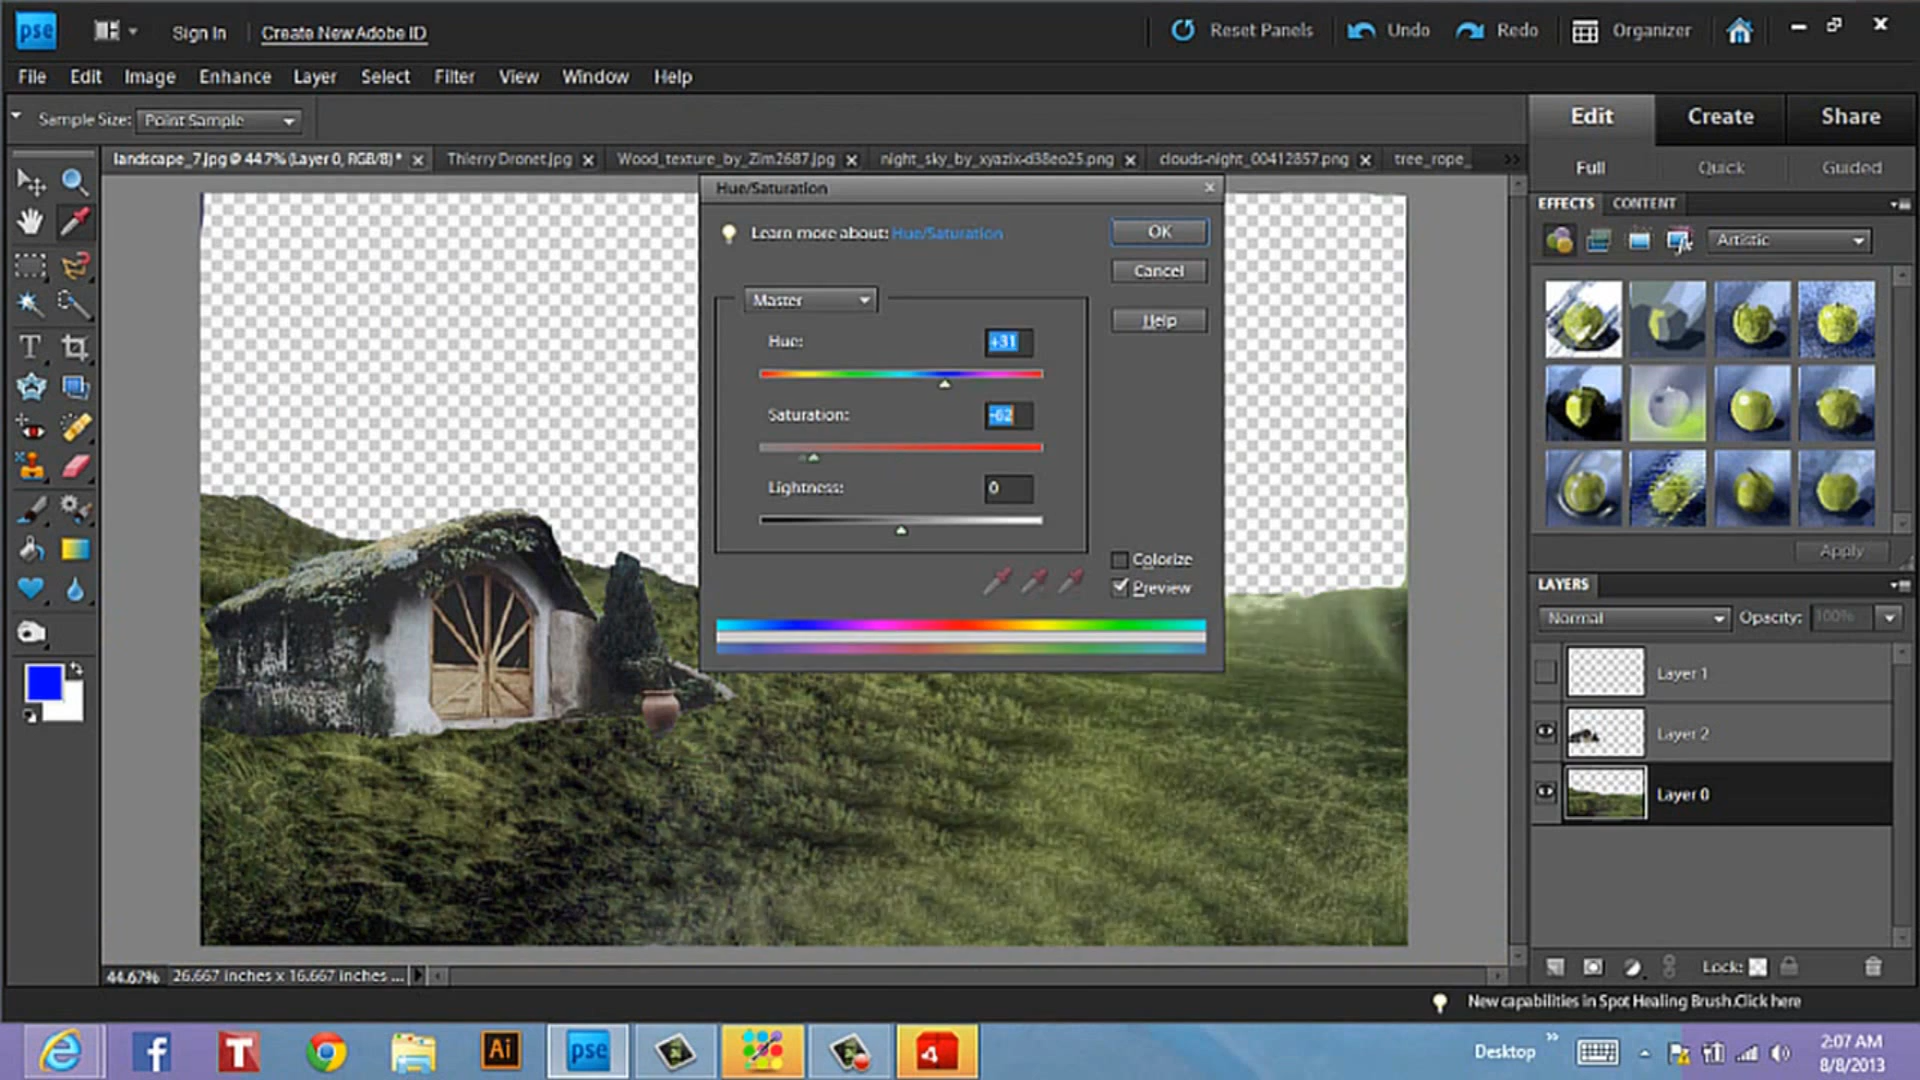 pse Sign In Create New Adobe ID Reset Panels Undo Redo Organizer
File Edit Image Enhance Layer Select Filter View Window Help
Sample Size: Point Sample
Edit Create Share
landscape_7.jpg @ 44.7% (Layer 0, RGB/8) * Thierry Dronet.jpg Wood_texture_by_Zim2687.jpg night_sky_by_xyazix-d38eo25.png clouds-night_00412857.png tree_rope_
Full Quick Guided
Hue/Saturation
EFFECTS CONTENT
Learn more about: Hue/Saturation
OK
Artistic
Cancel
Master
Help
Hue: +31
Saturation: -62
Lightness: 0
Colorize
Preview
Apply
LAYERS
Normal Opacity: 100%
Layer 1
Layer 2
Layer 0
Lock:
44.67% 26.667 inches x 16.667 inches ...
New capabilities in Spot Healing Brush.Click here
Ai pse Desktop
2:07 AM
8/8/2013